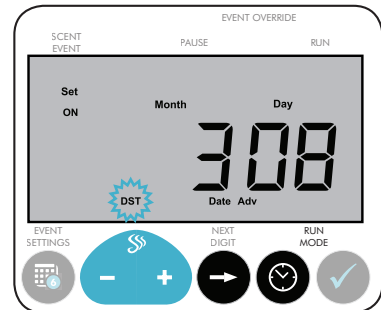 EVENT OVERRIDE
SCENT
EVENT
PAUSE
RUN
Set
ON
Month
Day
308
DST
Date Adv
EVENT
SETTINGS
NEXT
DIGIT
RUN
MODE
6
-
+